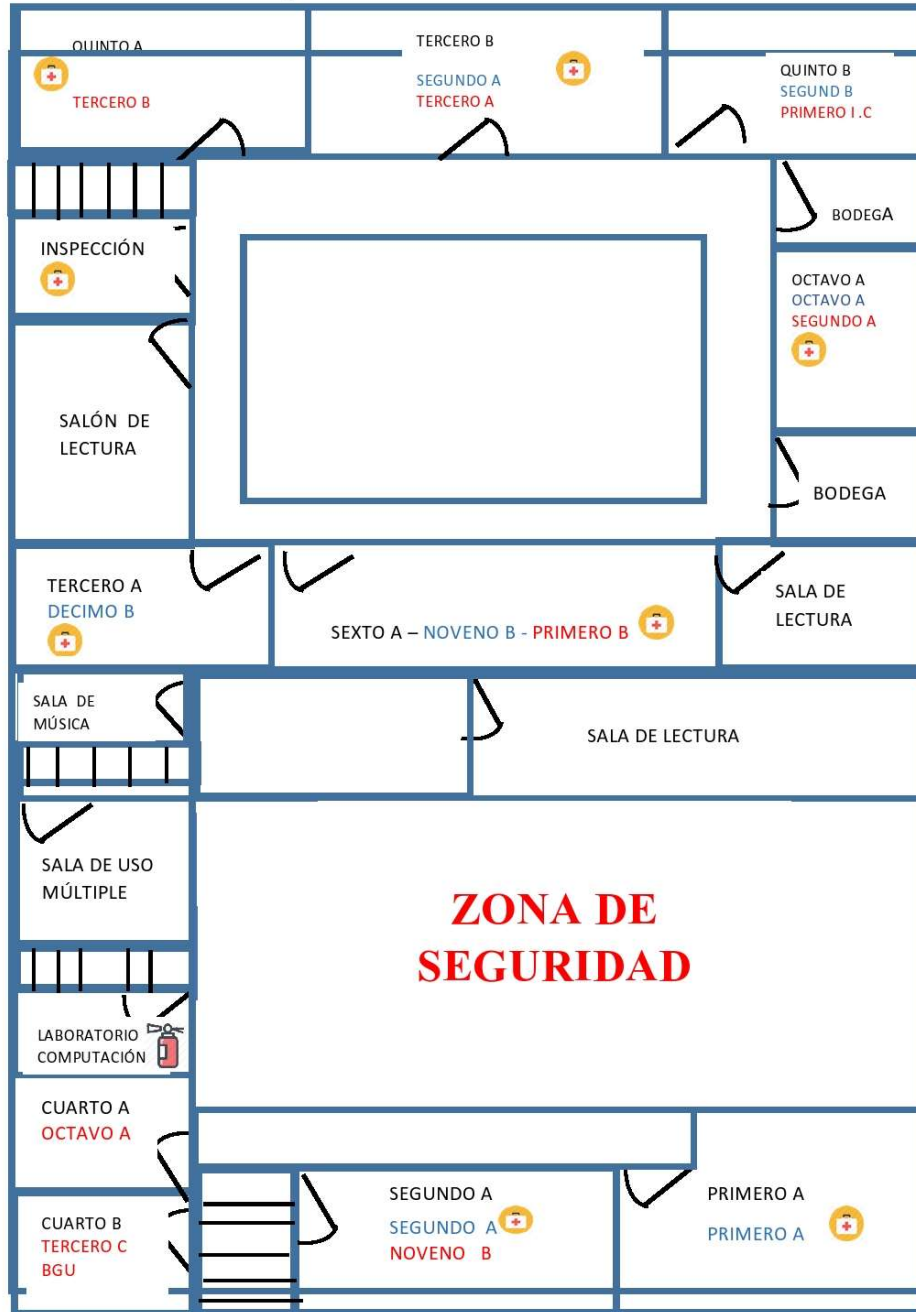 QUINTO A
TERCERO B
TERCERO B
SEGUNDO A
TERCERO A
QUINTO B
SEGUND B
PRIMERO I .C
BODEGA
INSPECCIÓN
OCTAVO A
OCTAVO A
SEGUNDO A
SALÓN DE
LECTURA
BODEGA
TERCERO A
DECIMO B
SEXTO A – NOVENO B - PRIMERO B
SALA DE
LECTURA
SALA DE
MÚSICA
SALA DE LECTURA
SALA DE USO
MÚLTIPLE
ZONA DE
SEGURIDAD
LABORATORIO
COMPUTACIÓN
CUARTO A
OCTAVO A
CUARTO B
TERCERO C
BGU
SEGUNDO A
SEGUNDO A
NOVENO B
PRIMERO A
PRIMERO A